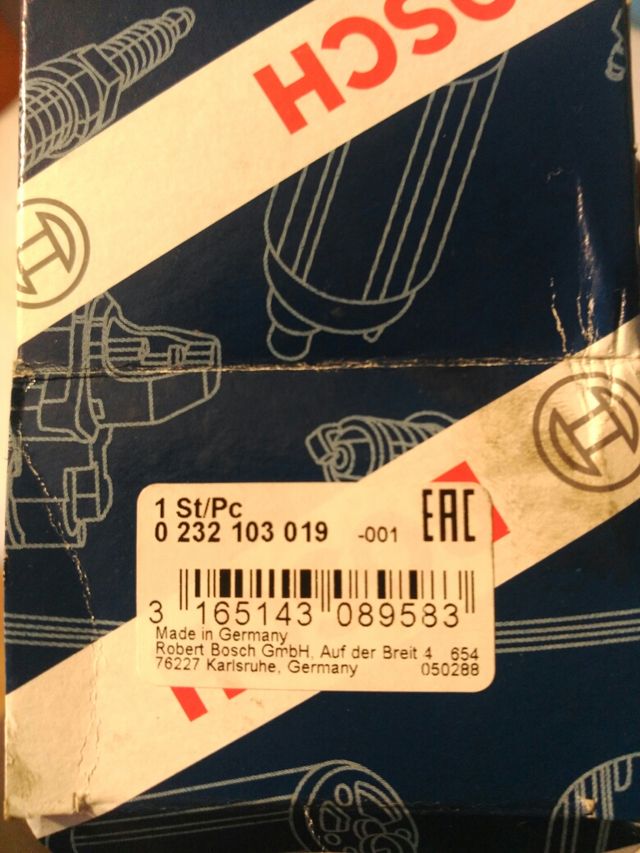 BOSCH
1 St/Pc
0 232 103 019 -001 EAC
3 165143 089583
Made in Germany
Robert Bosch GmbH, Auf der Breit 4 654
76227 Karlsruhe, Germany 050288